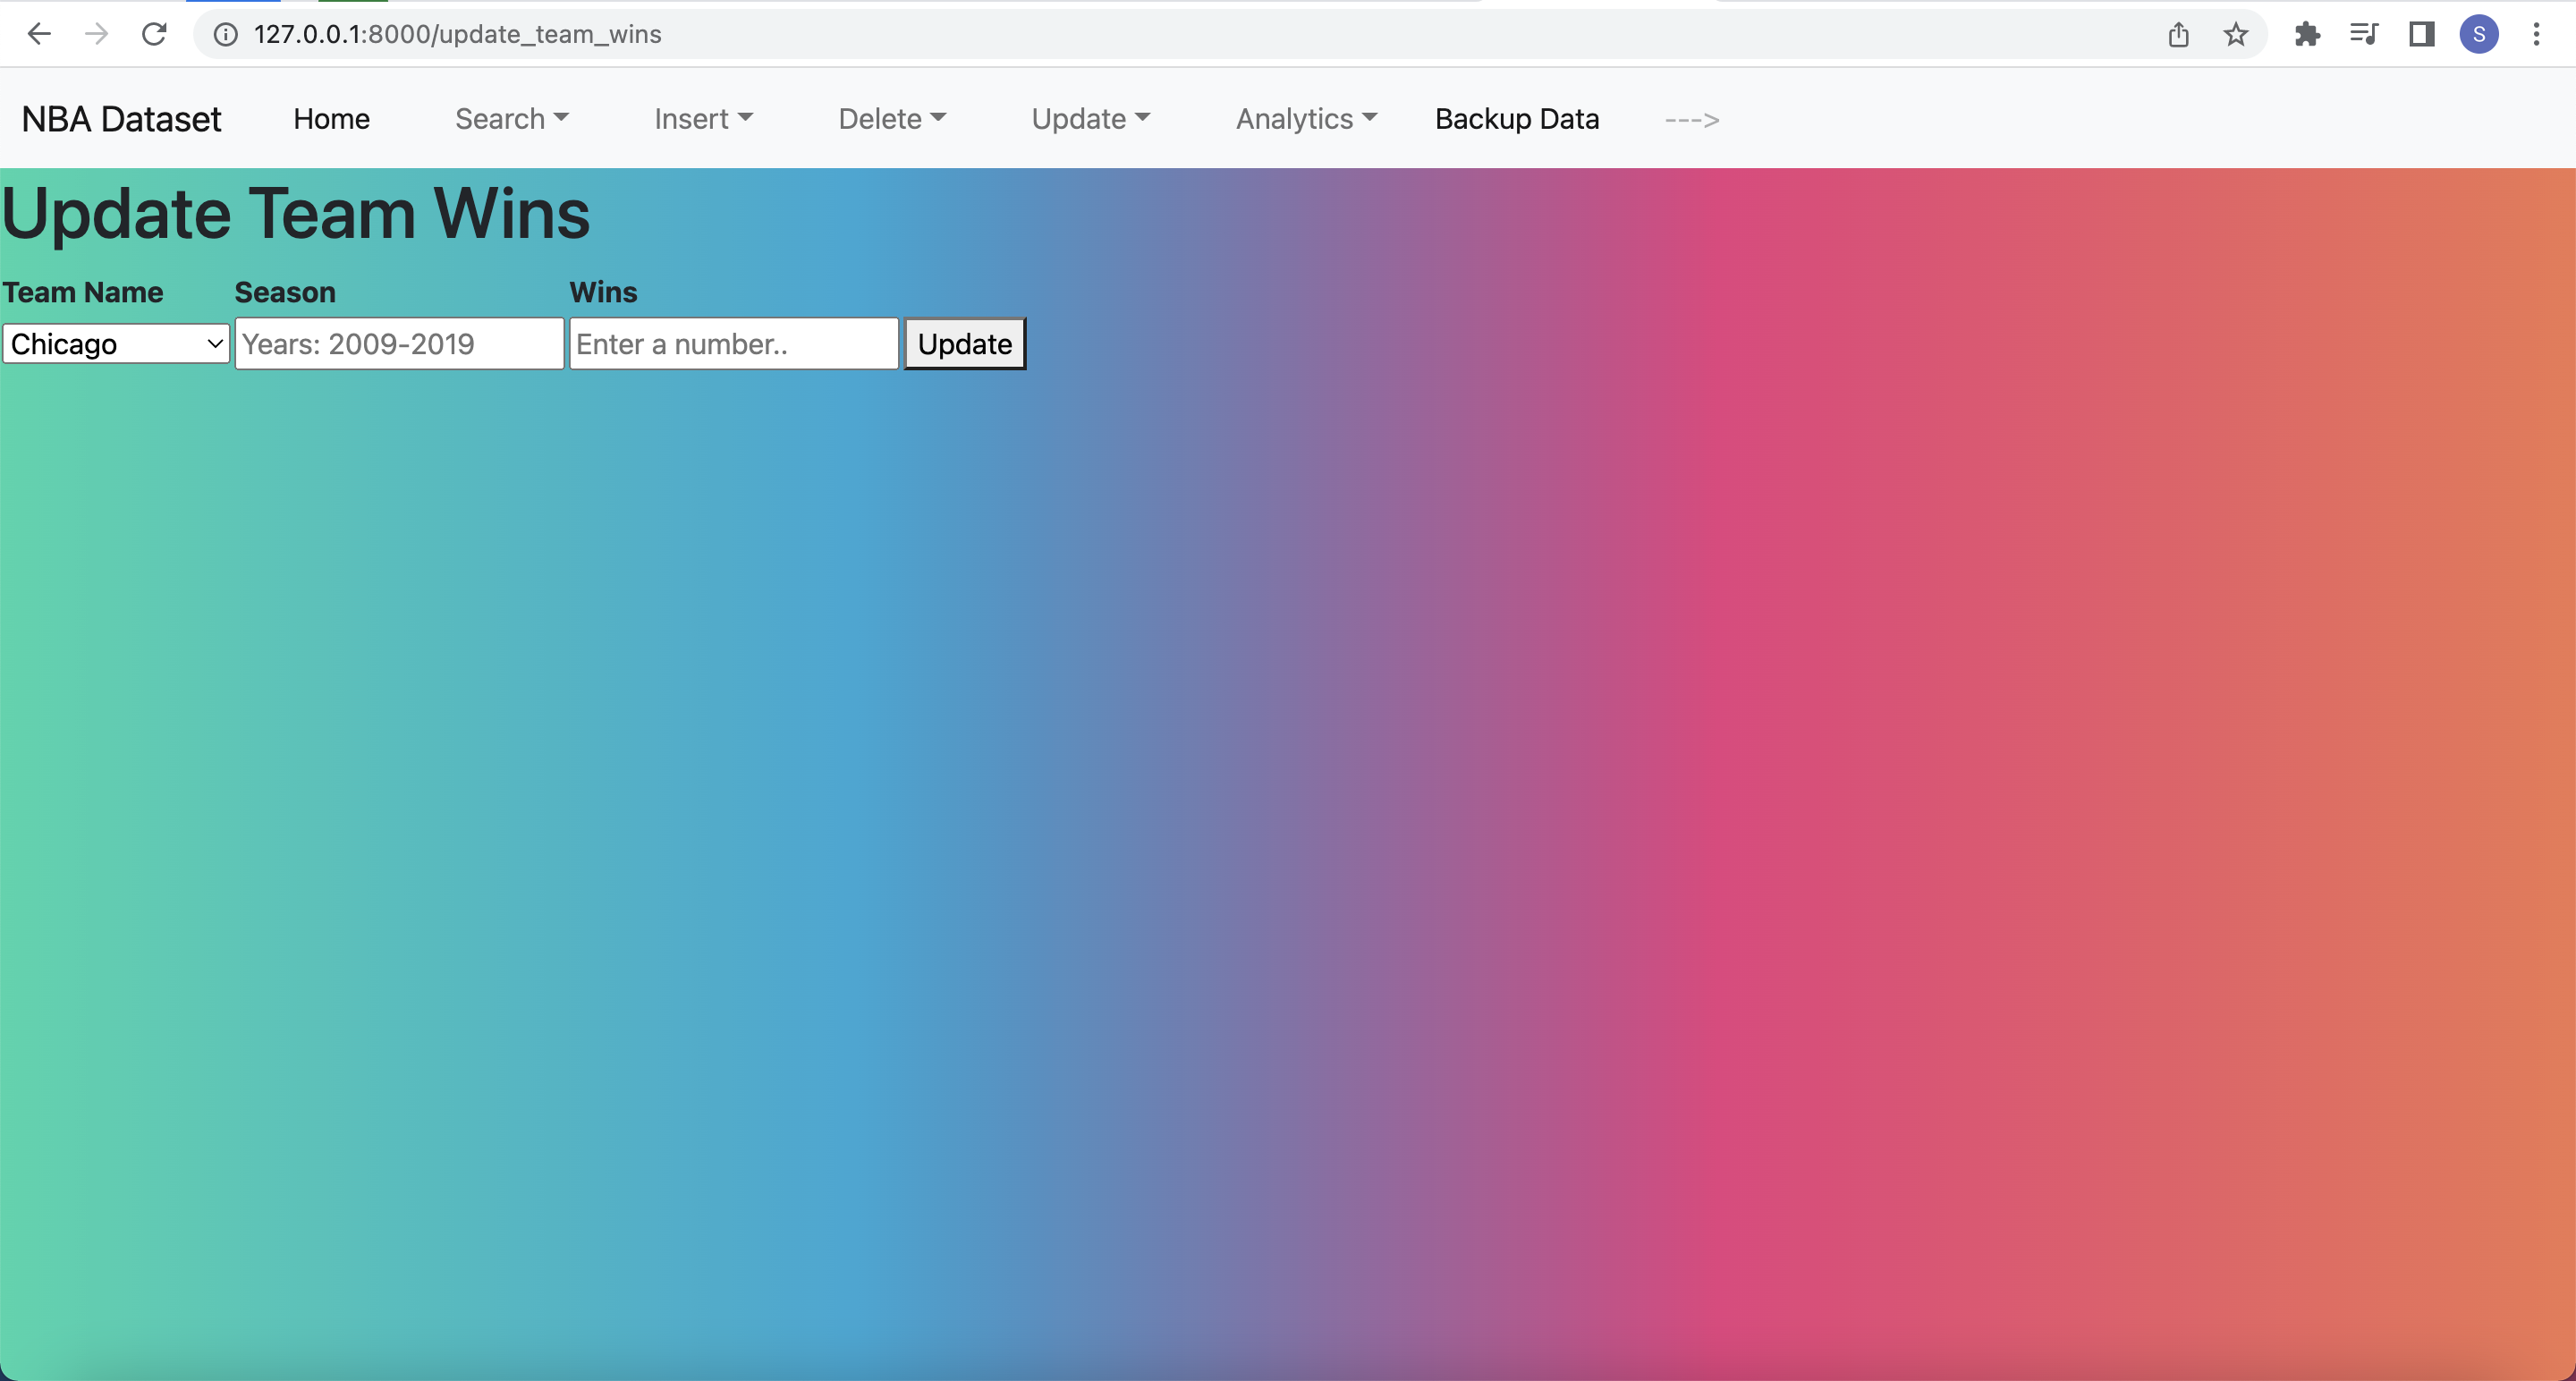 127.0.0.1:8000/update_team_wins
S
NBA Dataset Home Search Insert Delete Update Analytics Backup Data --->
Update Team Wins
Team Name Season Wins
Chicago Years: 2009-2019 Enter a number.. Update